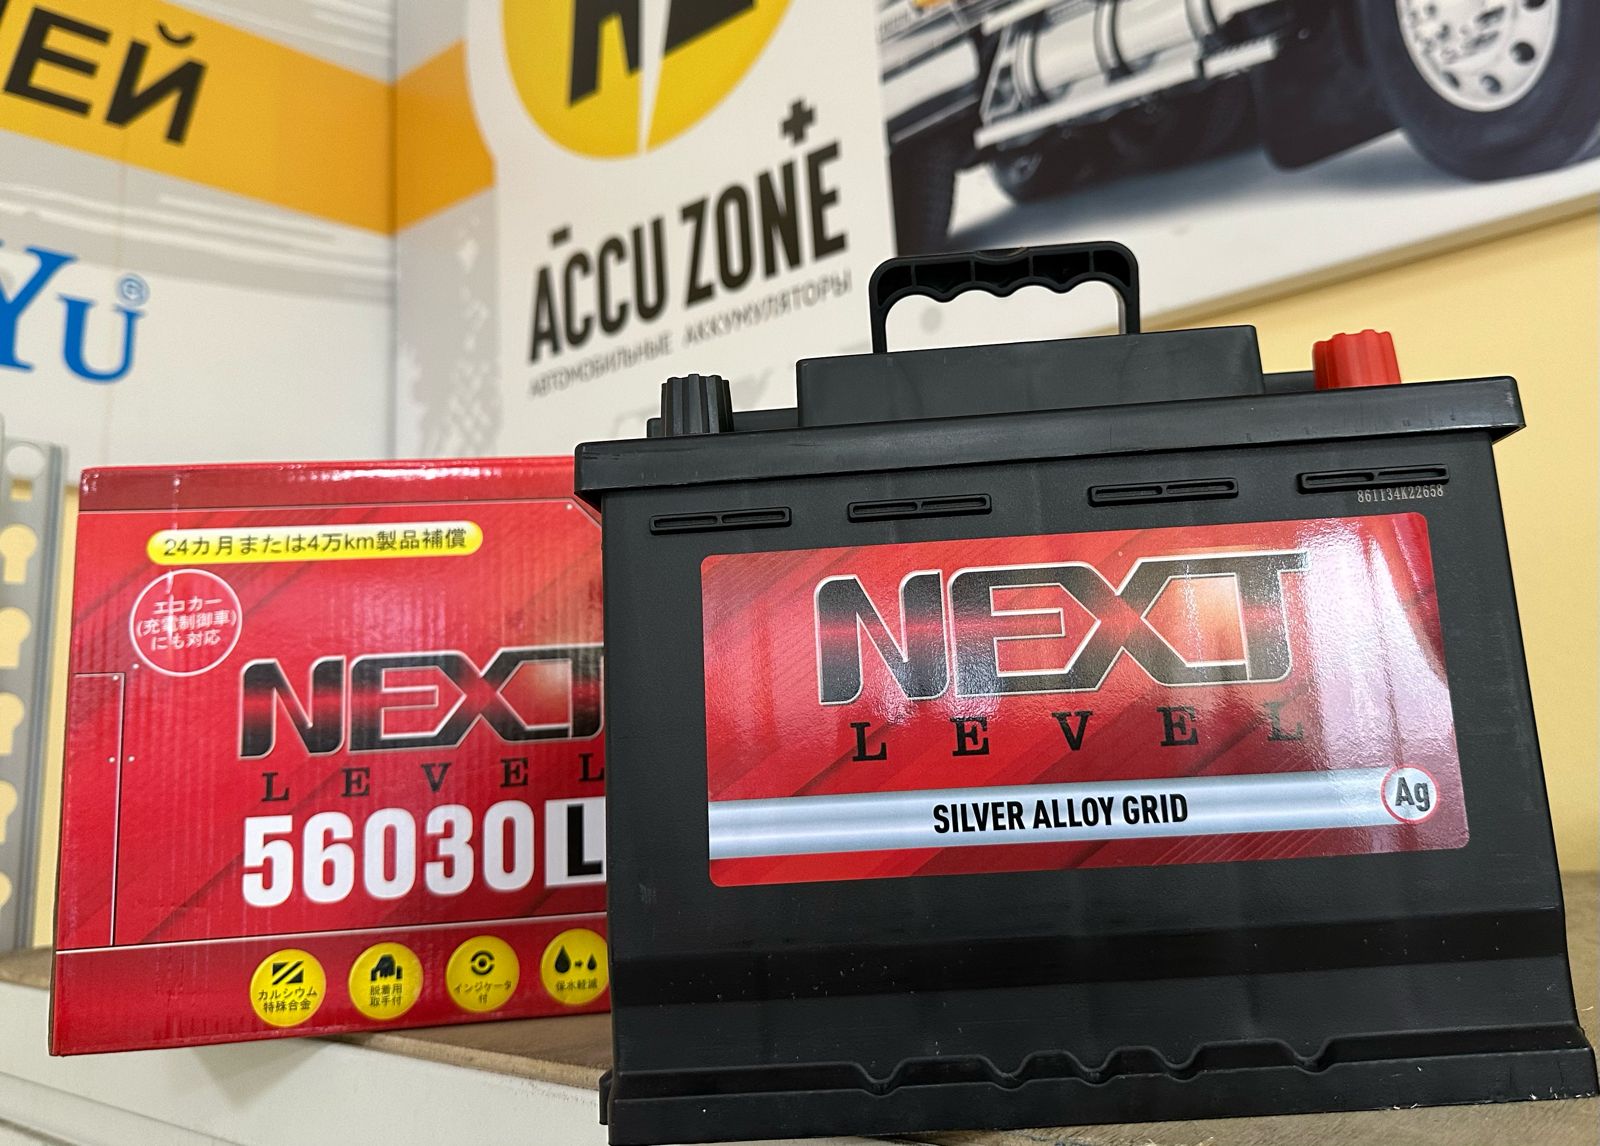 ЕЙ
Yu®
ACCU ZONE
АВТОМОБИЛЬНЫЕ АККУМУЛЯТОРЫ
24カ月または4万km製品補償
エコカー
(充電制御車)
にも対応
NEXT
LEVEL
56030L
カルシウム
特殊合金
脱着用
取手付
インジケータ
付
保水軽減
861134K22658
NEXT
LEVEL
SILVER ALLOY GRID
Ag